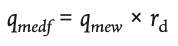 q_medf = q_mew × r_d